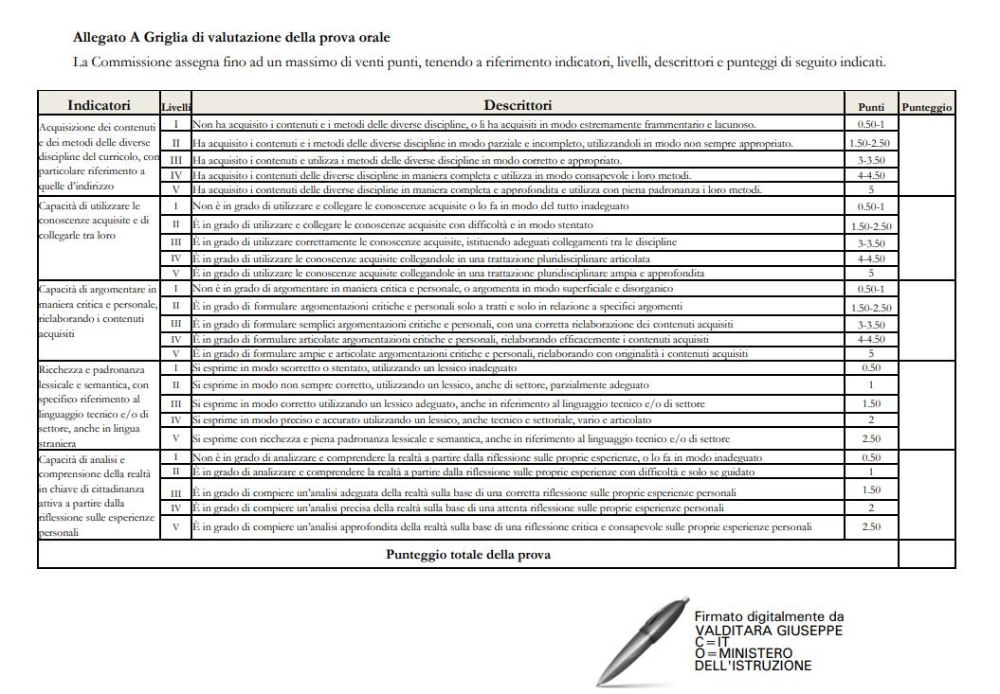 Allegato A Griglia di valutazione della prova orale
La Commissione assegna fino ad un massimo di venti punti, tenendo a riferimento indicatori, livelli, descrittori e punteggi di seguito indicati.
Indicatori Livelli Descrittori Punti Punteggio
Acquisizione dei contenuti
e dei metodi delle diverse
discipline del curricolo, con
particolare riferimento a
quelle d’indirizzo
I Non ha acquisito i contenuti e i metodi delle diverse discipline, o li ha acquisiti in modo estremamente frammentario e lacunoso. 0.50-1
II Ha acquisito i contenuti e i metodi delle diverse discipline in modo parziale e incompleto, utilizzandoli in modo non sempre appropriato. 1.50-2.50
III Ha acquisito i contenuti e utilizza i metodi delle diverse discipline in modo corretto e appropriato. 3-3.50
IV Ha acquisito i contenuti delle diverse discipline in maniera completa e utilizza in modo consapevole i loro metodi. 4-4.50
V Ha acquisito i contenuti delle diverse discipline in maniera completa e approfondita e utilizza con piena padronanza i loro metodi. 5
Capacità di utilizzare le
conoscenze acquisite e di
collegarle tra loro
I Non è in grado di utilizzare e collegare le conoscenze acquisite o lo fa in modo del tutto inadeguato 0.50-1
II È in grado di utilizzare e collegare le conoscenze acquisite con difficoltà e in modo stentato 1.50-2.50
III È in grado di utilizzare correttamente le conoscenze acquisite, istituendo adeguati collegamenti tra le discipline 3-3.50
IV È in grado di utilizzare le conoscenze acquisite collegandole in una trattazione pluridisciplinare articolata 4-4.50
V È in grado di utilizzare le conoscenze acquisite collegandole in una trattazione pluridisciplinare ampia e approfondita 5
Capacità di argomentare in
maniera critica e personale,
rielaborando i contenuti
acquisiti
I Non è in grado di argomentare in maniera critica e personale, o argomenta in modo superficiale e disorganico 0.50-1
II È in grado di formulare argomentazioni critiche e personali solo a tratti e solo in relazione a specifici argomenti 1.50-2.50
III È in grado di formulare semplici argomentazioni critiche e personali, con una corretta rielaborazione dei contenuti acquisiti 3-3.50
IV È in grado di formulare articolate argomentazioni critiche e personali, rielaborando efficacemente i contenuti acquisiti 4-4.50
V È in grado di formulare ampie e articolate argomentazioni critiche e personali, rielaborando con originalità i contenuti acquisiti 5
Ricchezza e padronanza
lessicale e semantica, con
specifico riferimento al
linguaggio tecnico e/o di
settore, anche in lingua
straniera
I Si esprime in modo scorretto o stentato, utilizzando un lessico inadeguato 0.50
II Si esprime in modo non sempre corretto, utilizzando un lessico, anche di settore, parzialmente adeguato 1
III Si esprime in modo corretto utilizzando un lessico adeguato, anche in riferimento al linguaggio tecnico e/o di settore 1.50
IV Si esprime in modo preciso e accurato utilizzando un lessico, anche tecnico e settoriale, vario e articolato 2
V Si esprime con ricchezza e piena padronanza lessicale e semantica, anche in riferimento al linguaggio tecnico e/o di settore 2.50
Capacità di analisi e
comprensione della realtà
in chiave di cittadinanza
attiva a partire dalla
riflessione sulle esperienze
personali
I Non è in grado di analizzare e comprendere la realtà a partire dalla riflessione sulle proprie esperienze, o lo fa in modo inadeguato 0.50
II È in grado di analizzare e comprendere la realtà a partire dalla riflessione sulle proprie esperienze con difficoltà e solo se guidato 1
III È in grado di compiere un’analisi adeguata della realtà sulla base di una corretta riflessione sulle proprie esperienze personali 1.50
IV È in grado di compiere un’analisi precisa della realtà sulla base di una attenta riflessione sulle proprie esperienze personali 2
V È in grado di compiere un’analisi approfondita della realtà sulla base di una riflessione critica e consapevole sulle proprie esperienze personali 2.50
Punteggio totale della prova
Firmato digitalmente da
VALDITARA GIUSEPPE
C=IT
O=MINISTERO
DELL'ISTRUZIONE